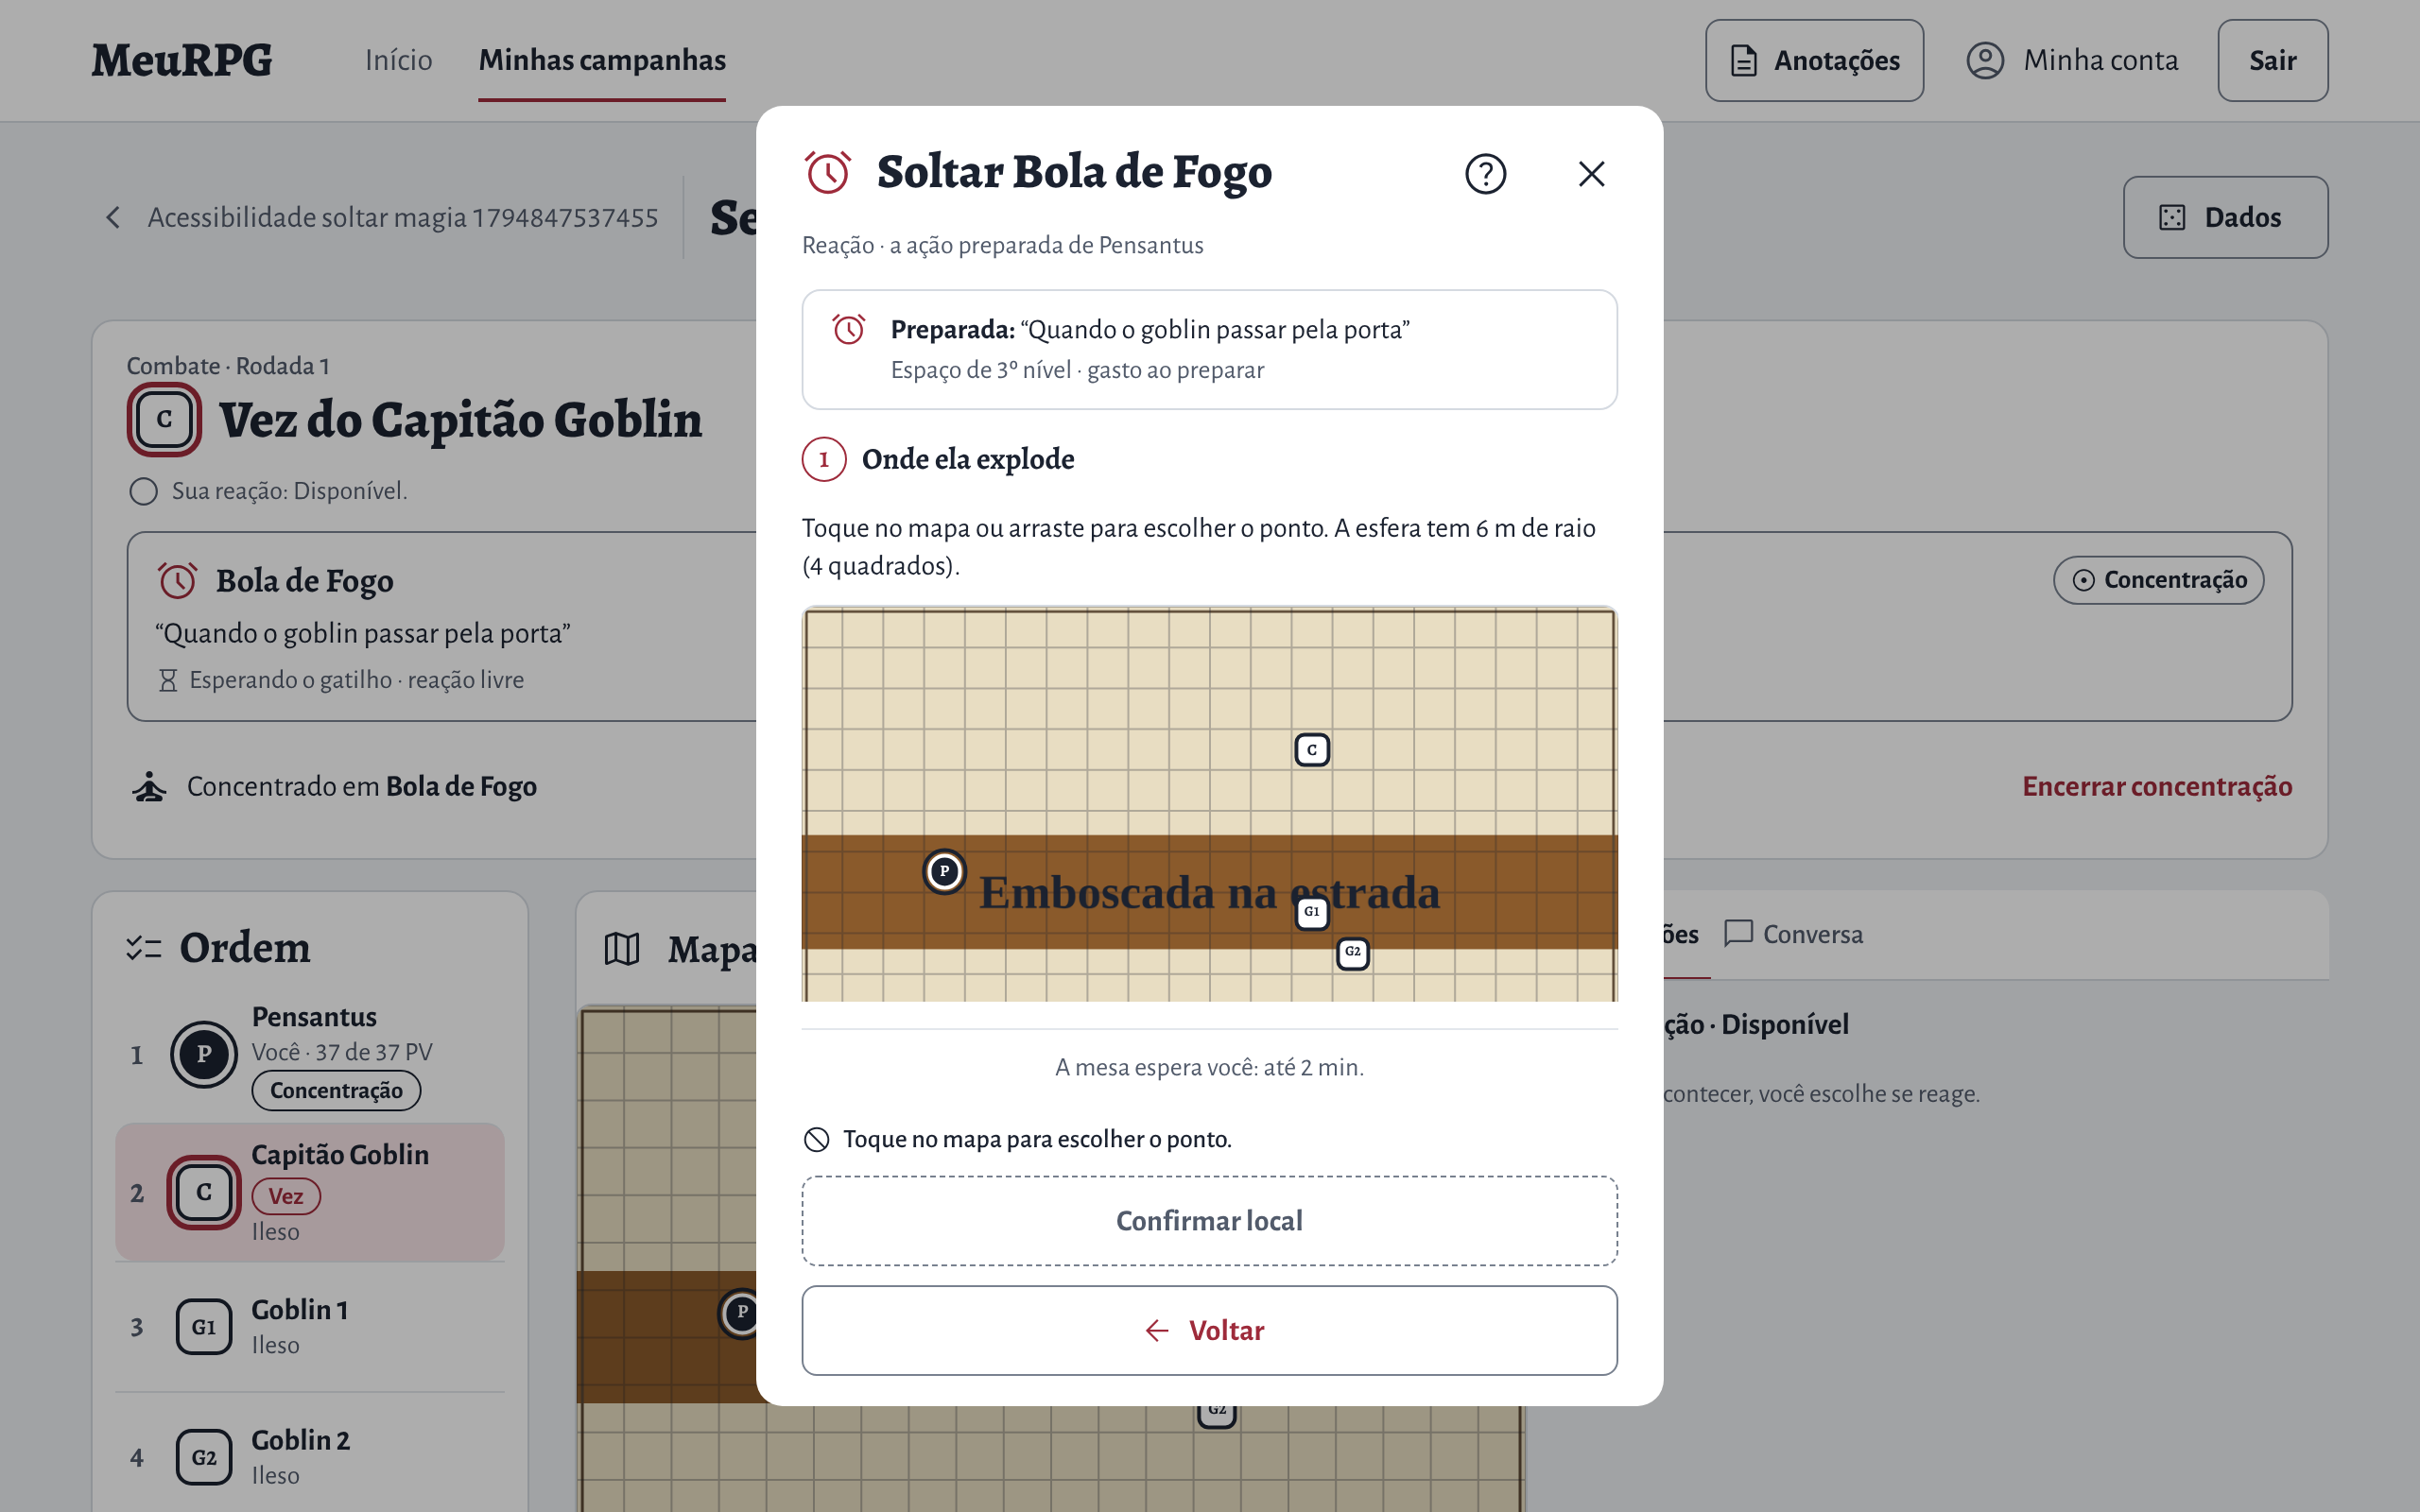 MeuRPG
Início
Minhas campanhas
Anotações
Minha conta
Sair
Acessibilidade soltar magia 1794847537455
Se
Dados
Combate · Rodada 1
C
Vez do Capitão Goblin
Sua reação: Disponível.
Bola de Fogo
“Quando o goblin passar pela porta”
Esperando o gatilho · reação livre
Concentração
Concentrado em Bola de Fogo
Encerrar concentração
Ordem
1
P
Pensantus
Você · 37 de 37 PV
Concentração
2
C
Capitão Goblin
Vez
Ileso
3
G1
Goblin 1
Ileso
4
G2
Goblin 2
Ileso
Mapa
P
G2
ões
Conversa
ção · Disponível
contecer, você escolhe se reage.
Soltar Bola de Fogo
Reação · a ação preparada de Pensantus
Preparada: “Quando o goblin passar pela porta”
Espaço de 3º nível · gasto ao preparar
1
Onde ela explode
Toque no mapa ou arraste para escolher o ponto. A esfera tem 6 m de raio
(4 quadrados).
C
P
Emboscada na estrada
G1
G2
A mesa espera você: até 2 min.
Toque no mapa para escolher o ponto.
Confirmar local
Voltar